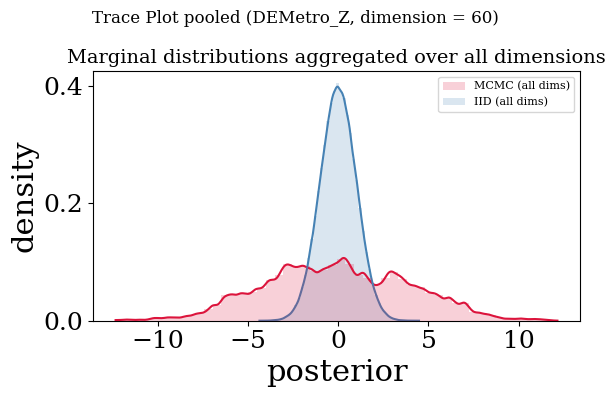 Trace Plot pooled (DEMetro_Z, dimension = 60)
Marginal distributions aggregated over all dimensions
MCMC (all dims)
IID (all dims)
density
0.4
0.2
0.0
−10
−5
0
5
10
posterior